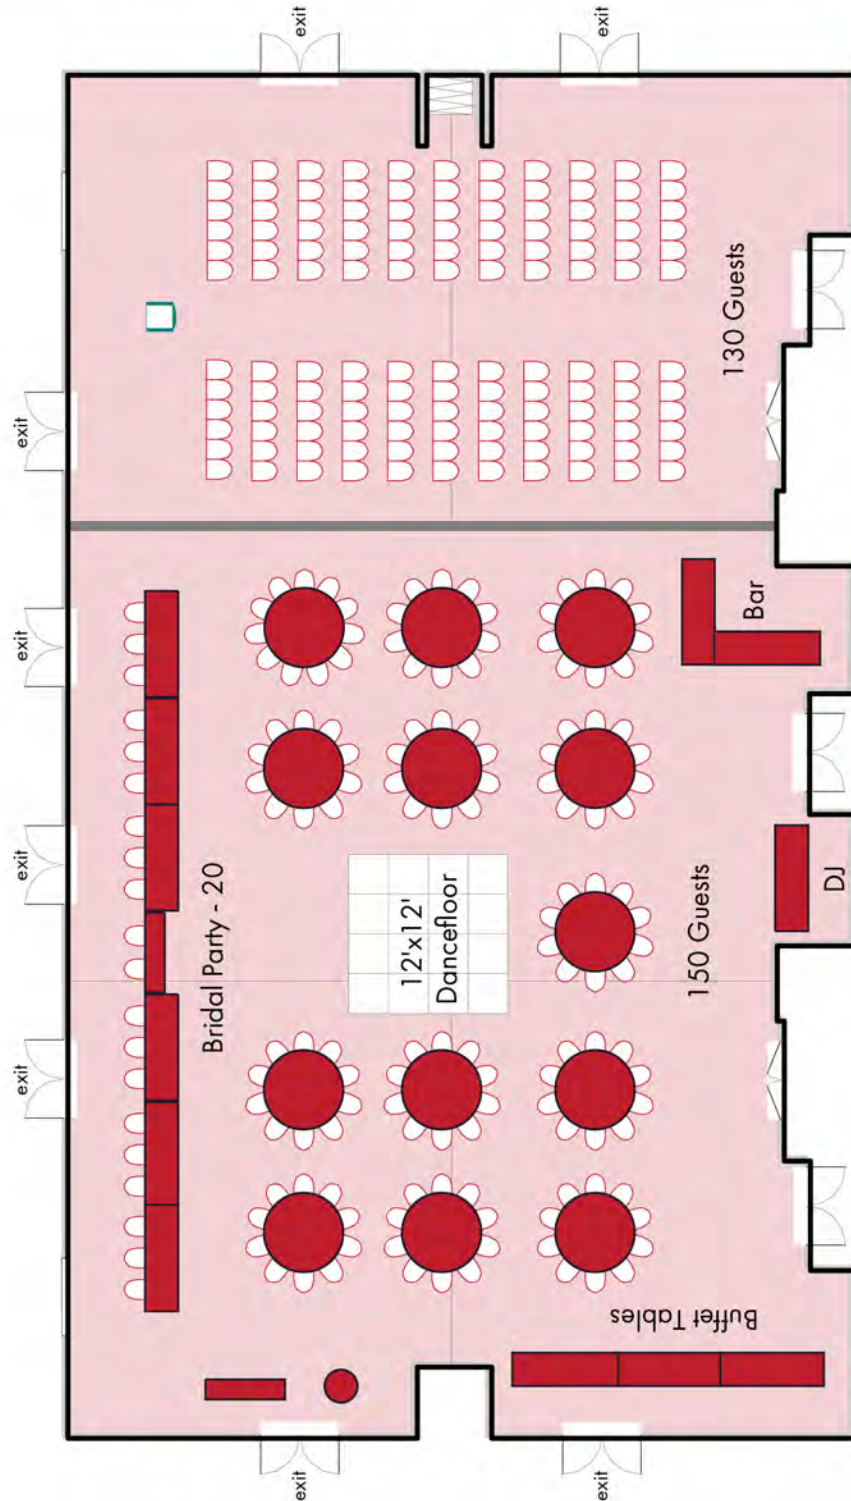 exit
exit
exit
exit
exit
exit
130 Guests
Bar
Bridal Party - 20
12'x12'
Dancefloor
150 Guests
DJ
Buffet Tables
exit
exit